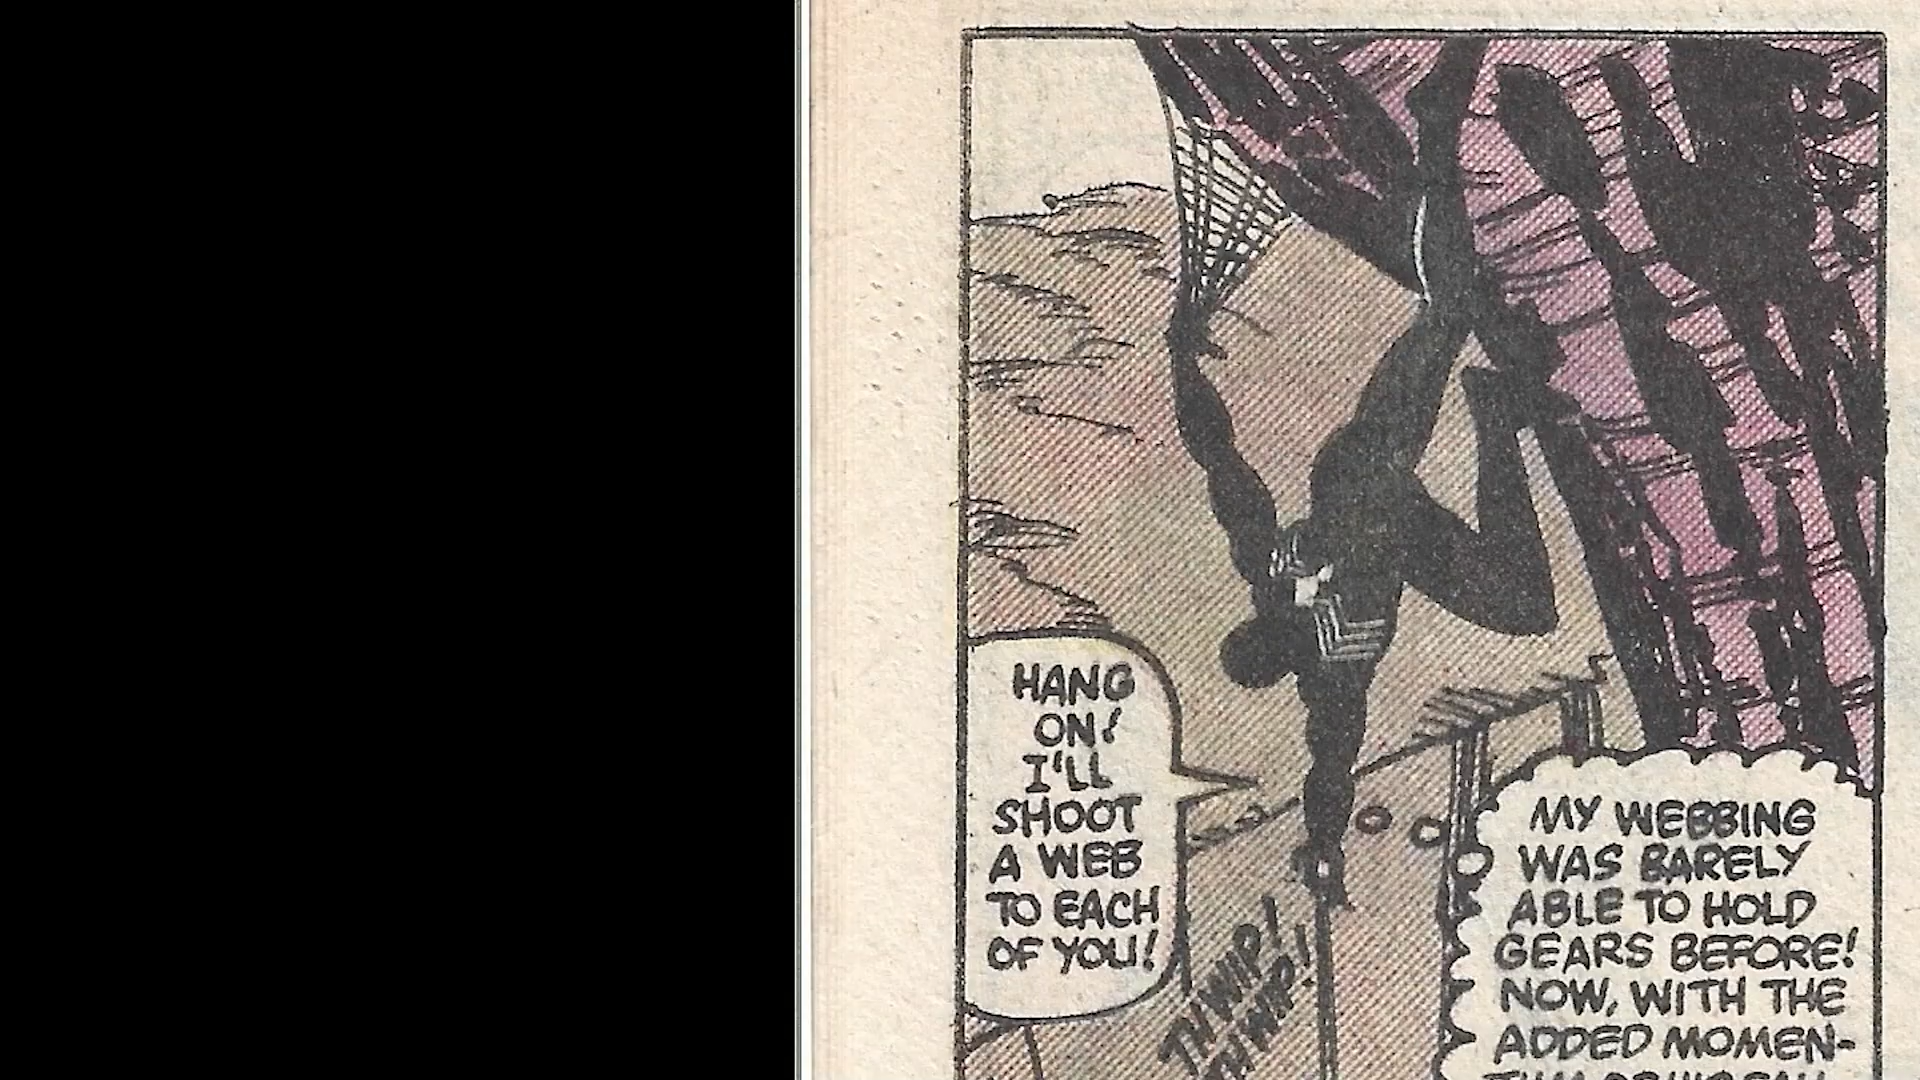 HANG
ON!
I'LL
SHOOT
A WEB
TO EACH
OF YOU!
THWIP!
THWIP!
MY WEBBING
WAS BARELY
ABLE TO HOLD
GEARS BEFORE!
NOW, WITH THE
ADDED MOMEN-